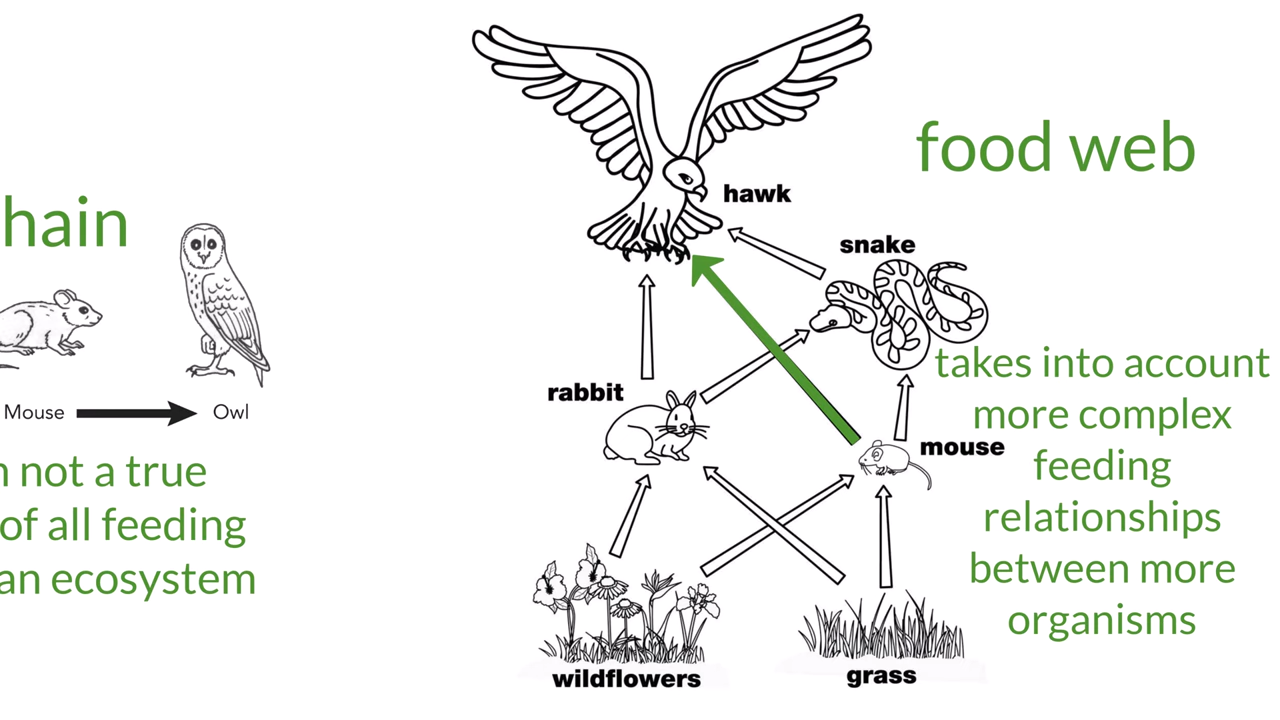 hain
Mouse
Owl
n not a true
of all feeding
an ecosystem
food web
hawk
snake
rabbit
mouse
wildflowers
grass
takes into account
more complex
feeding
relationships
between more
organisms